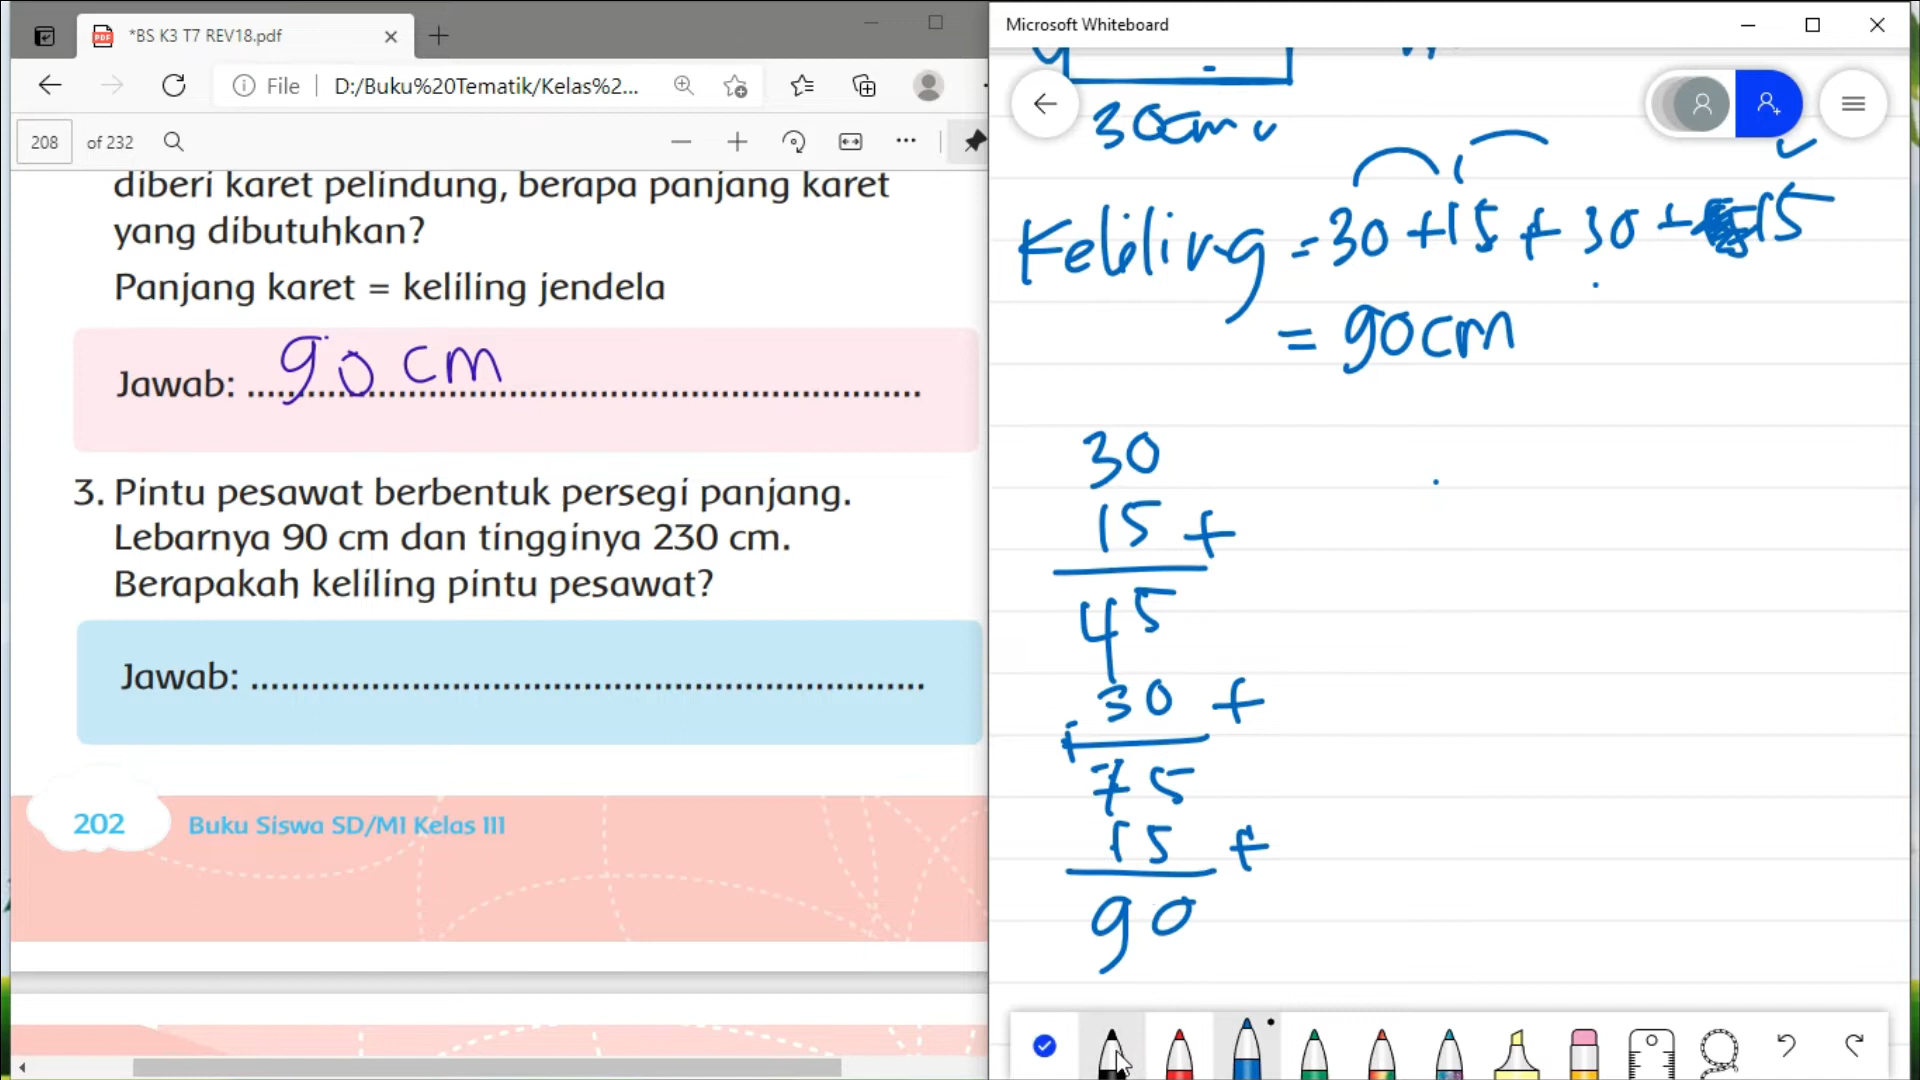 *BS K3 T7 REV18.pdf
File
D:/Buku%20Tematik/Kelas%2...
208 of 232
diberi karet pelindung, berapa panjang karet
yang dibutuhkan?
Panjang karet = keliling jendela
Jawab: 90 cm
3. Pintu pesawat berbentuk persegi panjang.
Lebarnya 90 cm dan tingginya 230 cm.
Berapakah keliling pintu pesawat?
Jawab: ....................................................................
202
Buku Siswa SD/MI Kelas III
Microsoft Whiteboard
30cm
Keliling = 30 + 15 + 30 + 15
= 90 cm
30
15 +
45
30 +
75
15 +
90